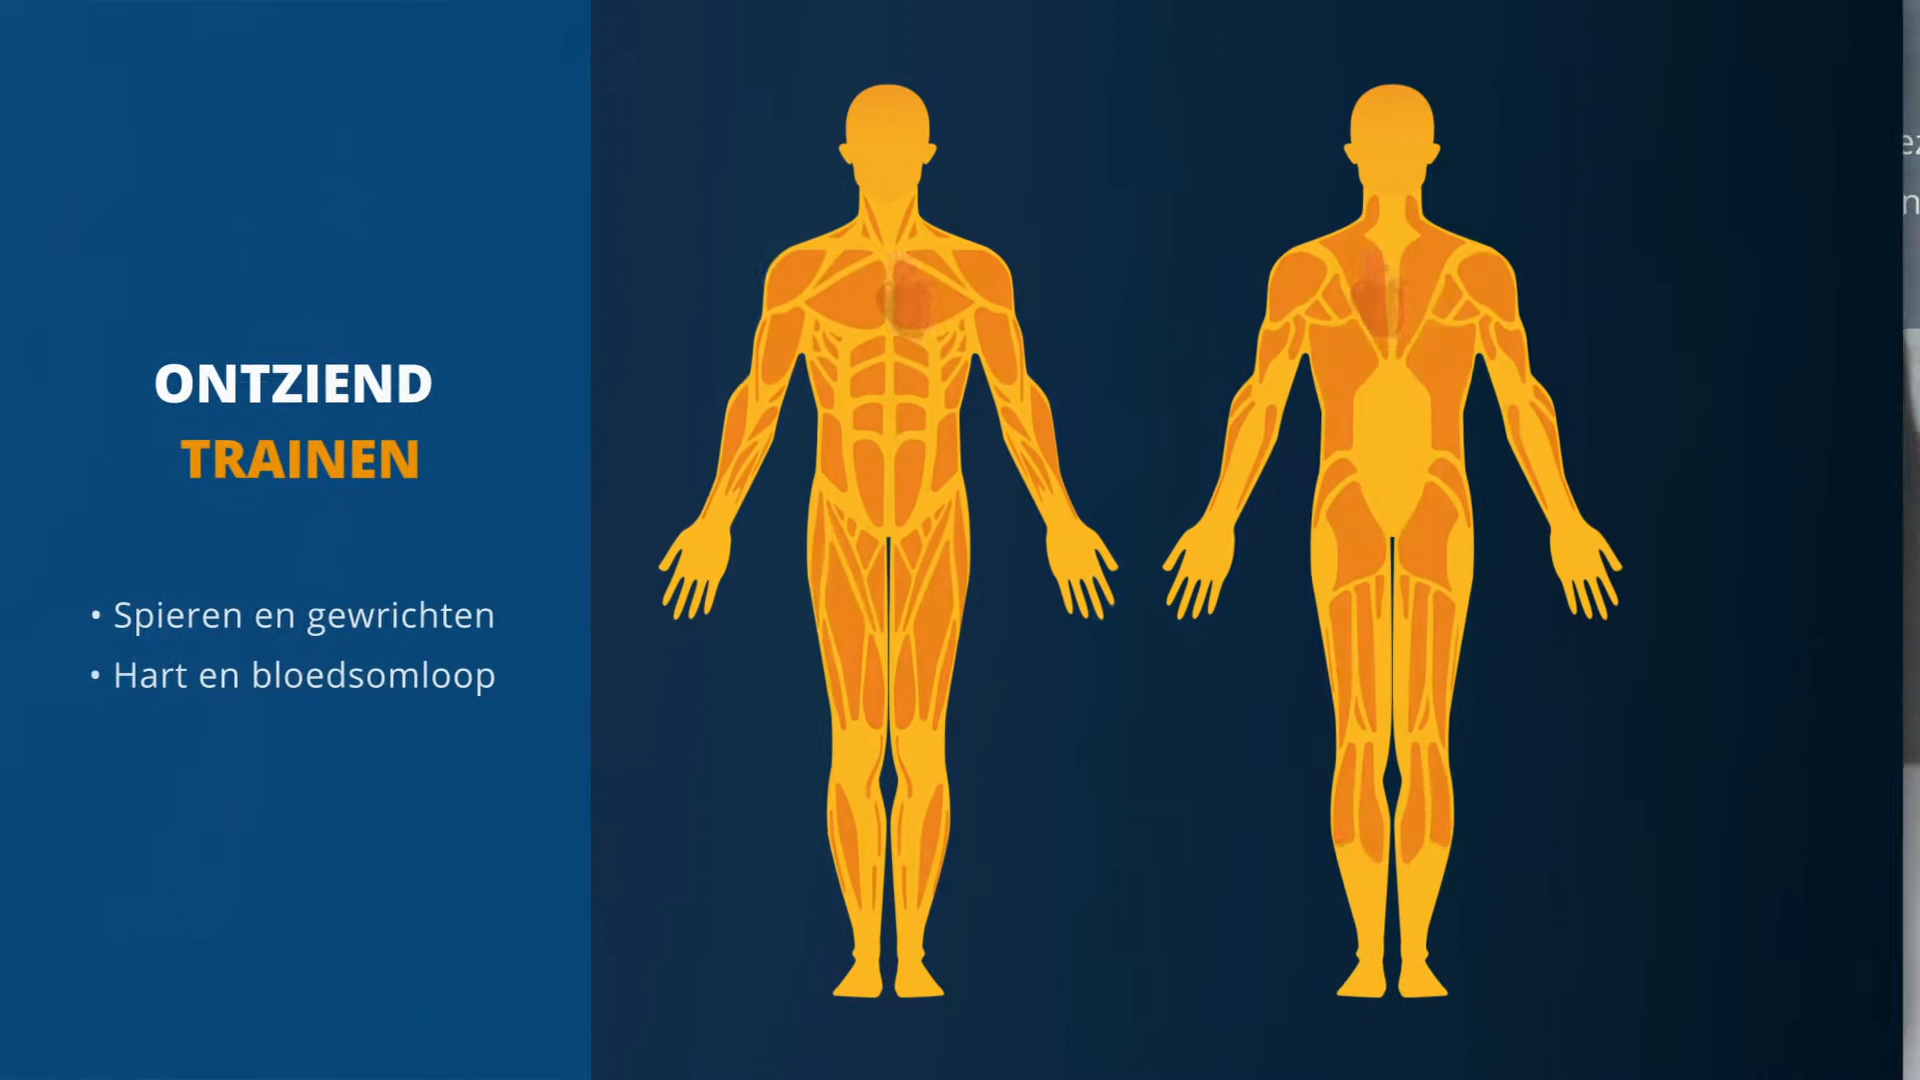 ONTZIEND
TRAINEN
• Spieren en gewrichten
• Hart en bloedsomloop